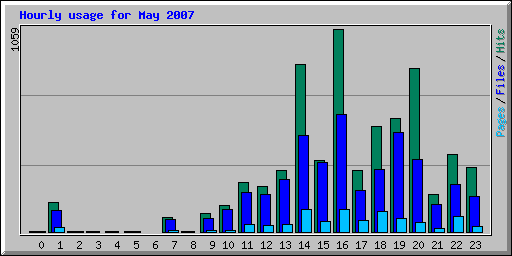 Hourly usage for May 2007
1059
Pages/Files/Hits
0 1 2 3 4 5 6 7 8 9 10 11 12 13 14 15 16 17 18 19 20 21 22 23